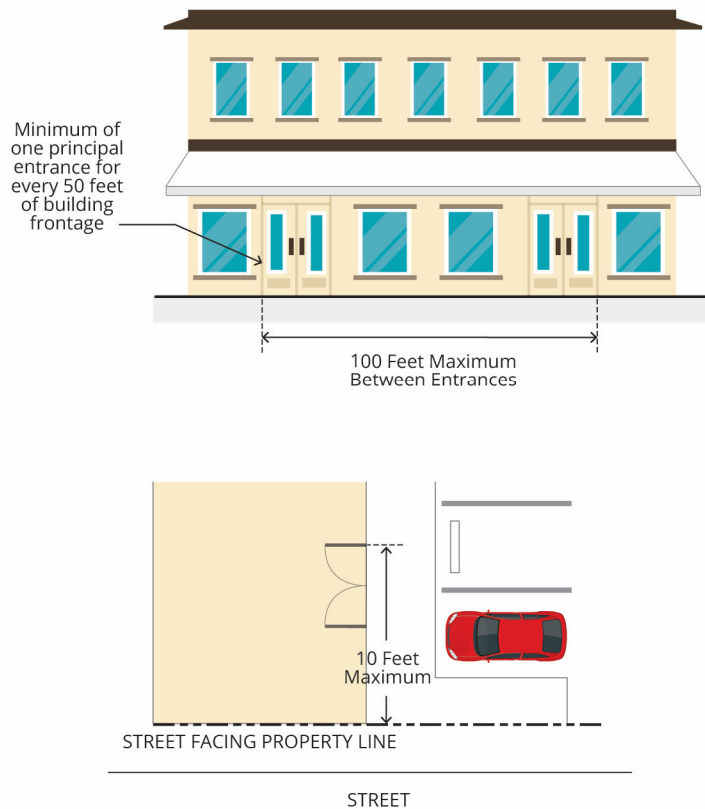 Minimum of
one principal
entrance for
every 50 feet
of building
frontage
100 Feet Maximum
Between Entrances
10 Feet
Maximum
STREET FACING PROPERTY LINE
STREET